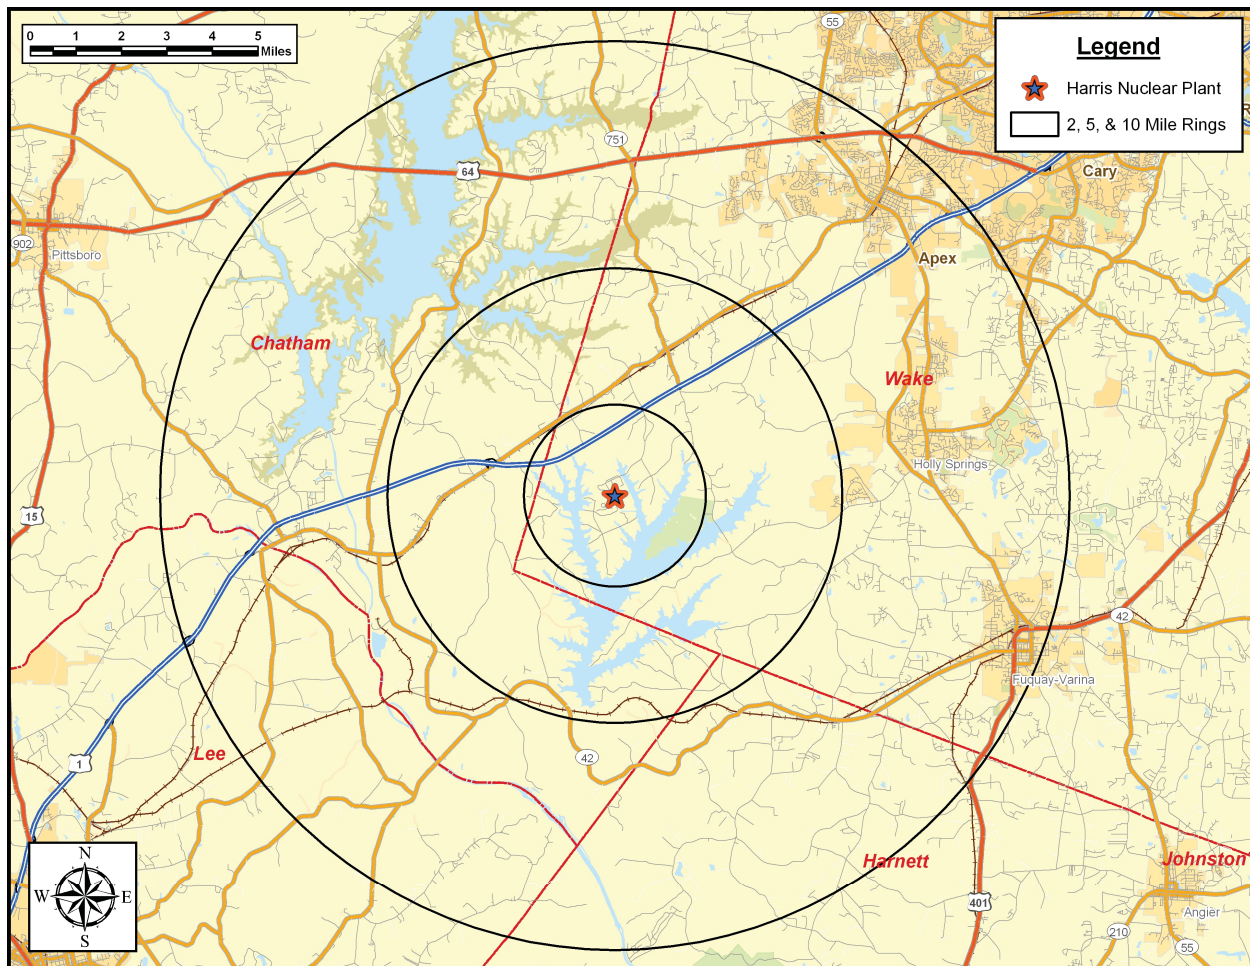 0 1 2 3 4 5
Miles
55
Legend
Harris Nuclear Plant
2, 5, & 10 Mile Rings
751
64
Cary
902
Pittsboro
Apex
Chatham
Wake
Holly Springs
15
42
Fuquay-Varina
Lee
1
42
N
W E
S
Harnett
Johnston
401
Angier
210
55